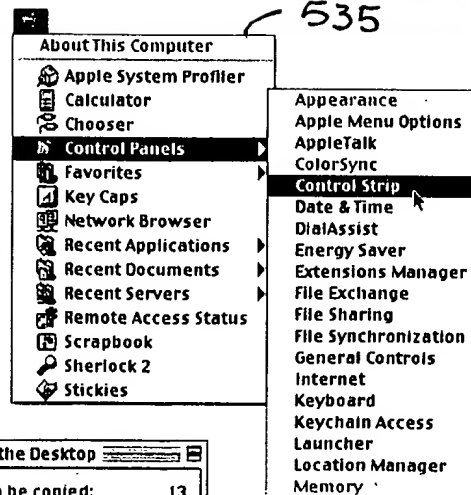 535
About This Computer
Apple System Profiler
Calculator
Chooser
Control Panels
Favorites
Key Caps
Network Browser
Recent Applications
Recent Documents
Recent Servers
Remote Access Status
Scrapbook
Sherlock 2
Stickies
Appearance
Apple Menu Options
AppleTalk
ColorSync
Control Strip
Date & Time
DialAssist
Energy Saver
Extensions Manager
File Exchange
File Sharing
File Synchronization
General Controls
Internet
Keyboard
Keychain Access
Launcher
Location Manager
Memory
the Desktop
be copied: 13